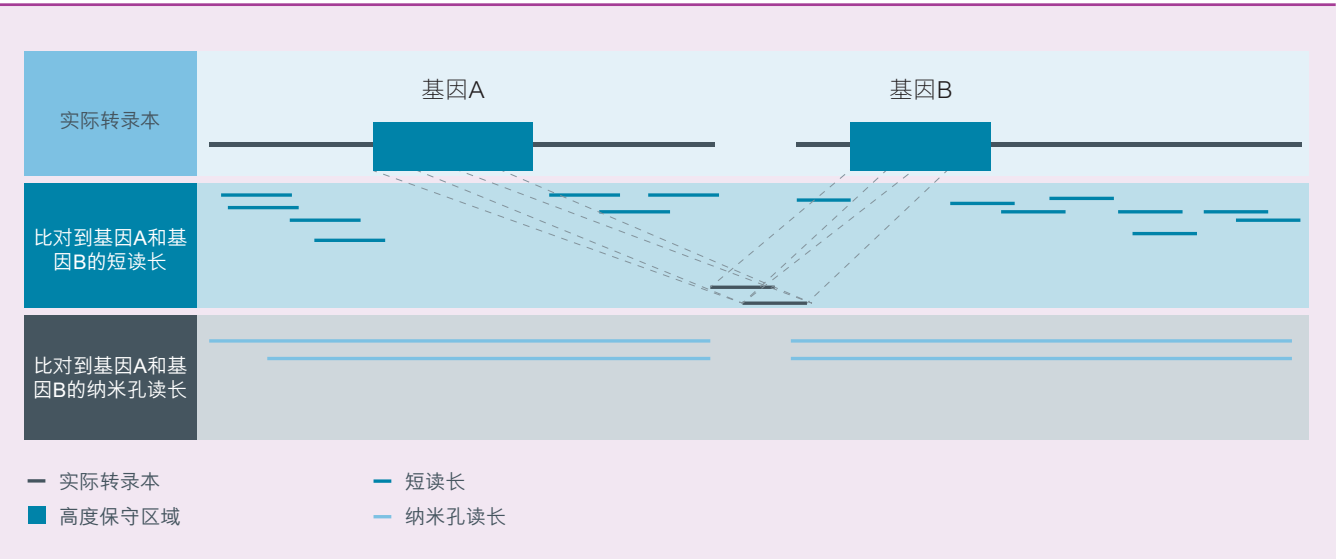 基因A
基因B
实际转录本
比对到基因A和基
因B的短读长
比对到基因A和基
因B的纳米孔读长
实际转录本
短读长
高度保守区域
纳米孔读长